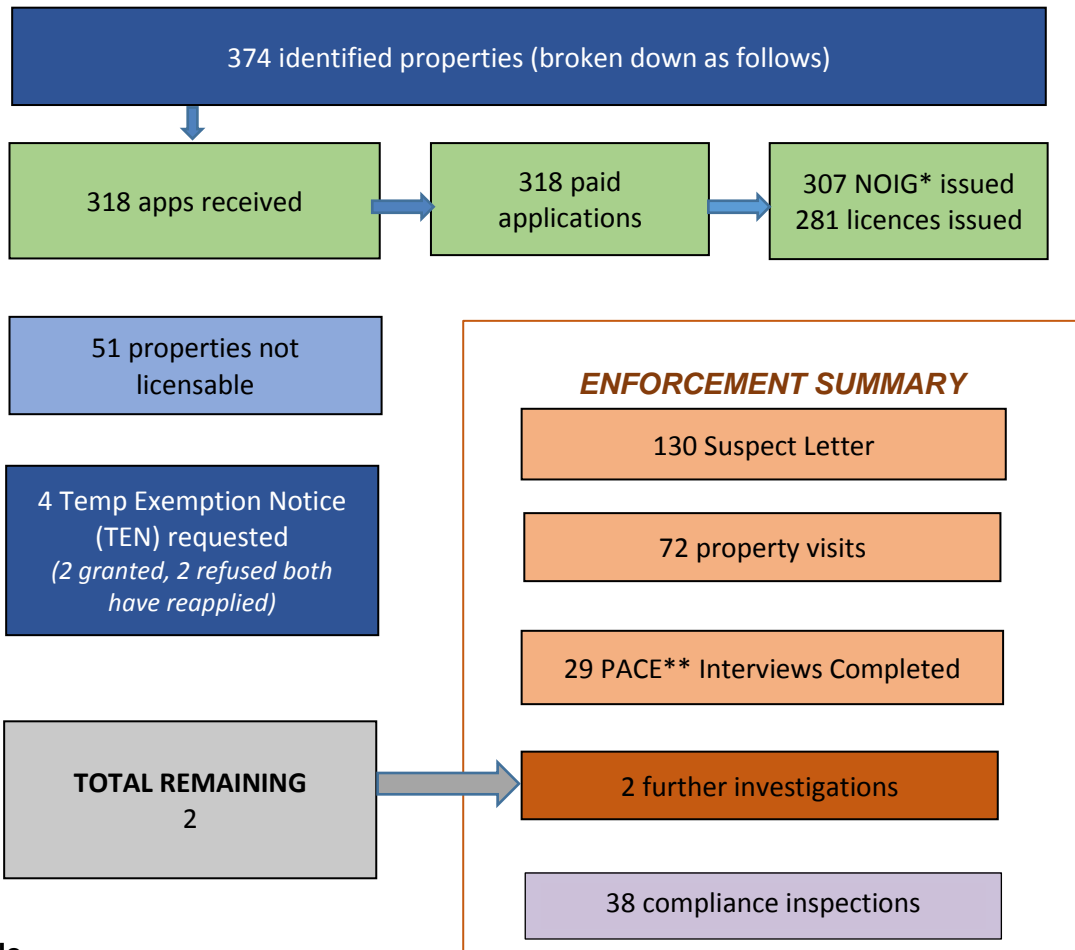 374 identified properties (broken down as follows)
318 apps received
318 paid
applications
307 NOIG* issued
281 licences issued
51 properties not
licensable
4 Temp Exemption Notice
(TEN) requested
(2 granted, 2 refused both
have reapplied)
TOTAL REMAINING
2
ENFORCEMENT SUMMARY
130 Suspect Letter
72 property visits
29 PACE** Interviews Completed
2 further investigations
38 compliance inspections